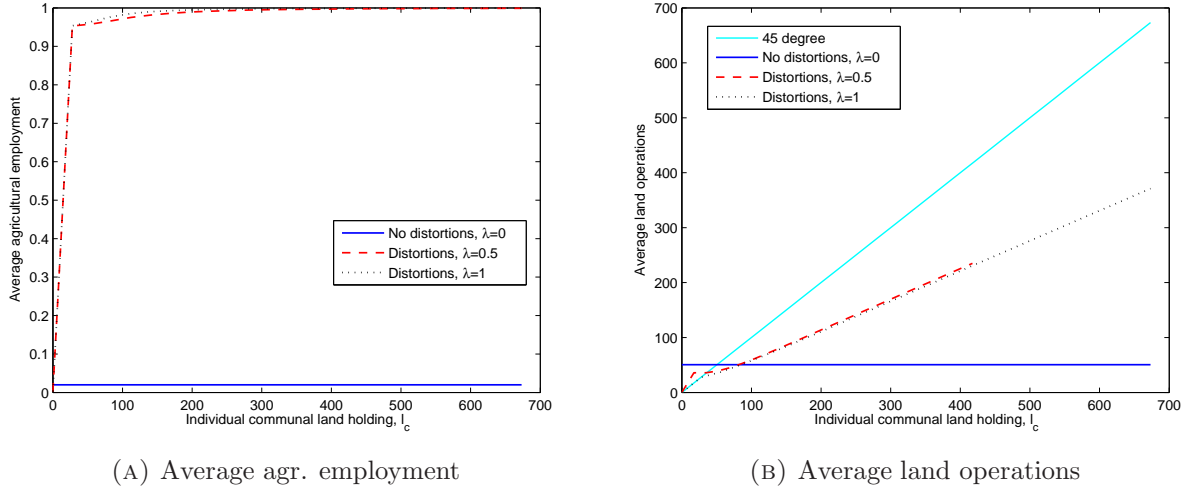 1
0.9
0.8
0.7
0.6
0.5
0.4
0.3
0.2
0.1
0
Average agricultural employment
No distortions, λ=0
Distortions, λ=0.5
Distortions, λ=1
0 100 200 300 400 500 600 700
Individual communal land holding, l_c
(A) Average agr. employment
700
600
500
400
300
200
100
0
Average land operations
45 degree
No distortions, λ=0
Distortions, λ=0.5
Distortions, λ=1
0 100 200 300 400 500 600 700
Individual communal land holding, l_c
(B) Average land operations